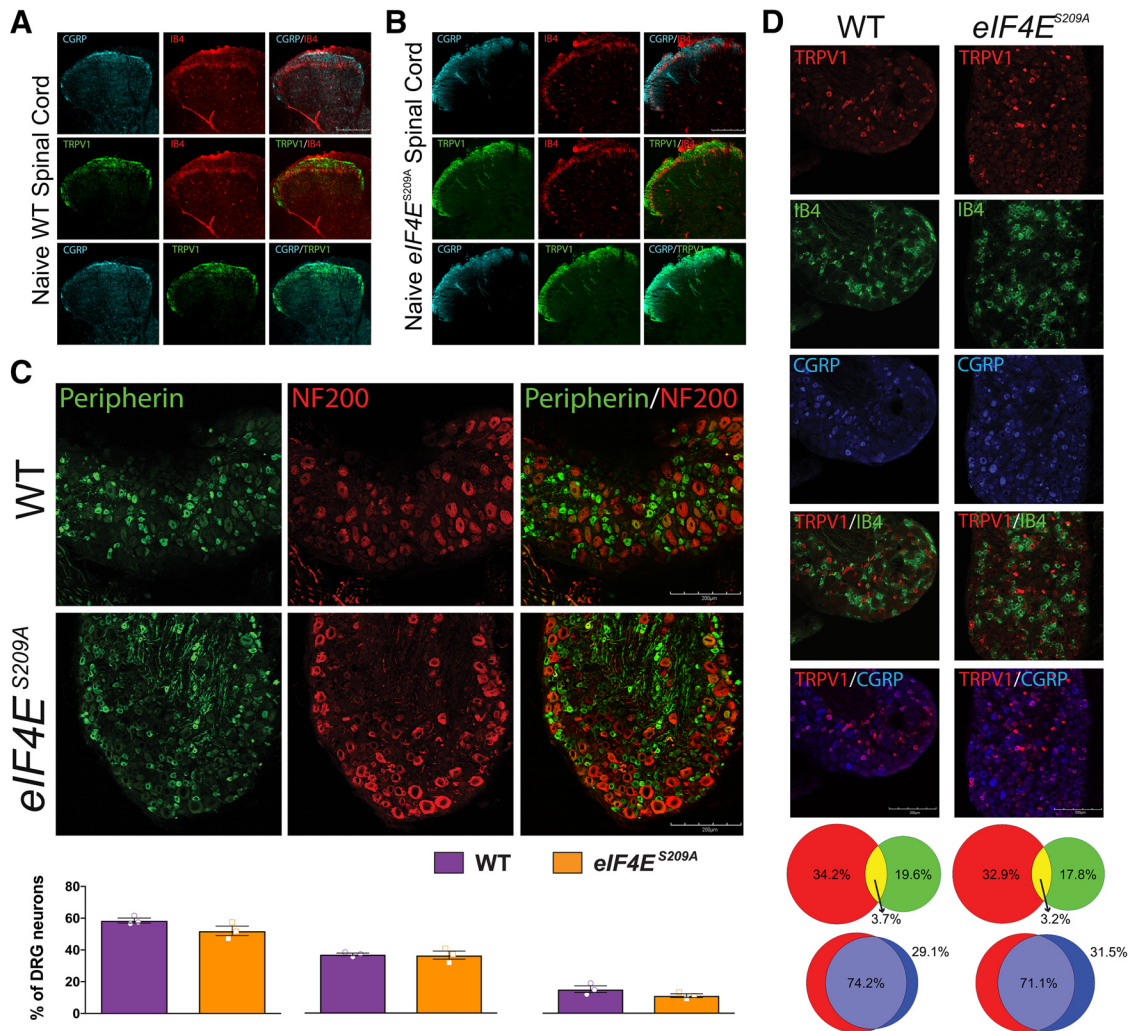 A
Naive WT Spinal Cord
CGRP
IB4
CGRP/IB4
TRPV1
IB4
TRPV1/IB4
CGRP
TRPV1
CGRP/TRPV1
B
Naive eIF4E S209A Spinal Cord
CGRP
IB4
CGRP/IB4
TRPV1
IB4
TRPV1/IB4
CGRP
TRPV1
CGRP/TRPV1
C
Peripherin
NF200
Peripherin/NF200
WT
200µm
eIF4E S209A
200µm
WT
eIF4E S209A
% of DRG neurons
80
60
40
20
0
D
WT
eIF4E S209A
TRPV1
TRPV1
IB4
IB4
CGRP
CGRP
TRPV1/IB4
TRPV1/IB4
TRPV1/CGRP
TRPV1/CGRP
34.2%
19.6%
3.7%
32.9%
17.8%
3.2%
74.2%
29.1%
71.1%
31.5%